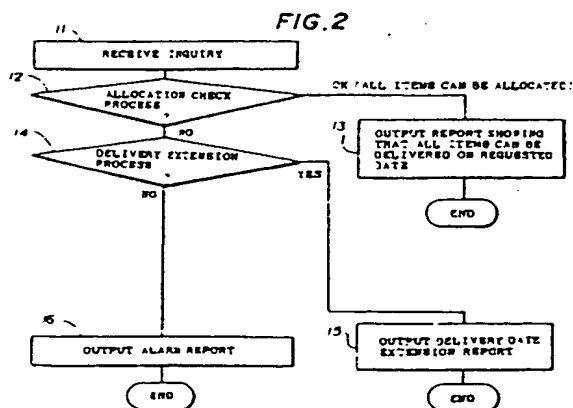 FIG.2
11
RECEIVE INQUIRY
12
ALLOCATION CHECK
PROCESS
?
OK (ALL ITEMS CAN BE ALLOCATED)
NO
13
OUTPUT REPORT SHOWING
THAT ALL ITEMS CAN BE
DELIVERED ON REQUESTED
DATE
END
14
DELIVERY EXTENSION
PROCESS
?
YES
NO
16
OUTPUT ALARM REPORT
END
15
OUTPUT DELIVERY DATE
EXTENSION REPORT
END